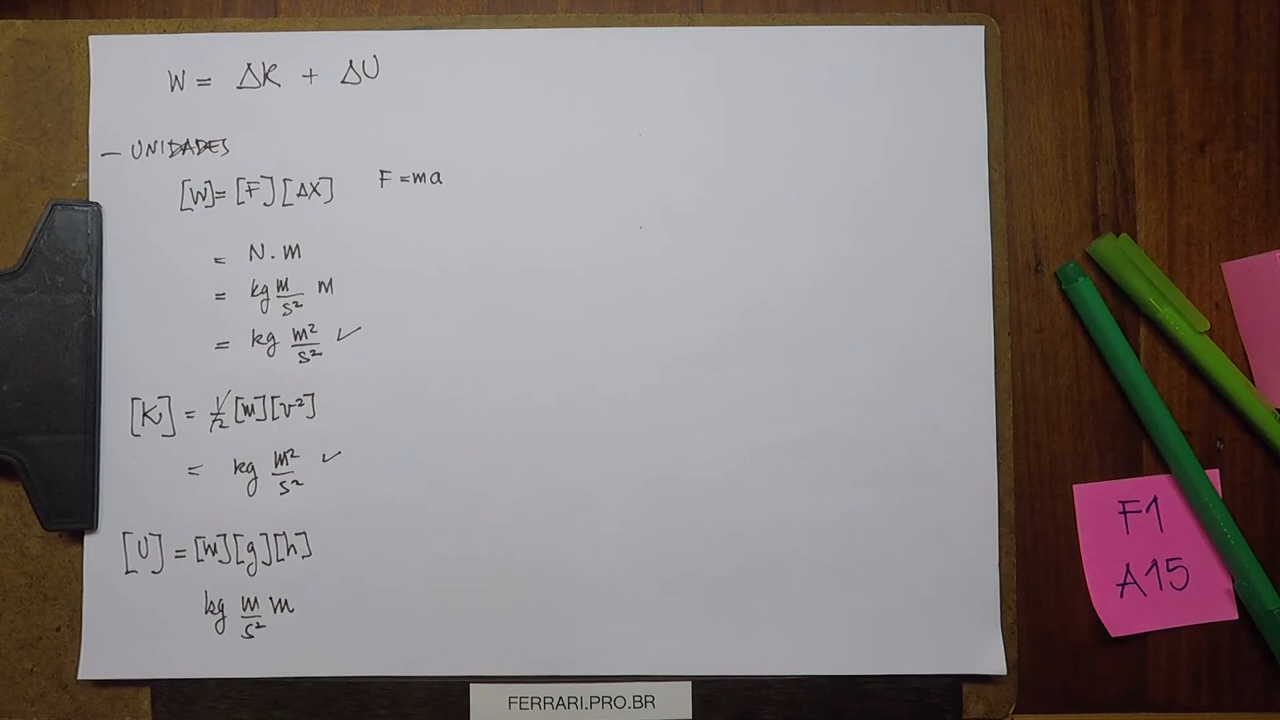 W = ΔK + ΔU
– UNIDADES
[W]= [F][ΔX] F = ma
= N.m
= kg m/s² m
= kg m²/s² ✓
[K] = 1/2 [m][v²]
= kg m²/s² ✓
[U] = [m][g][h]
kg m/s² m
F1
A15
FERRARI.PRO.BR